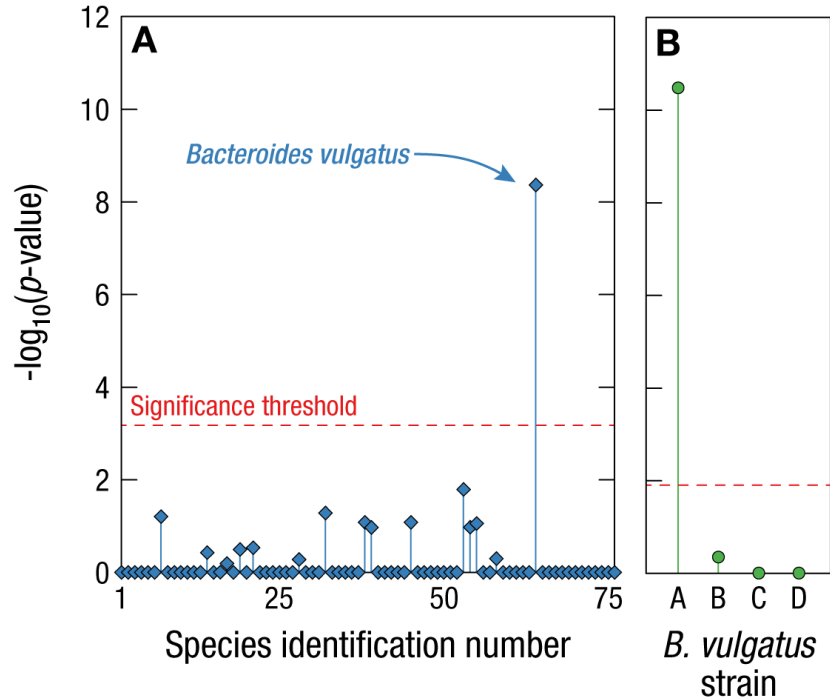 A
B
12
10
8
6
4
2
0
-log10(p-value)
Bacteroides vulgatus
Significance threshold
1 25 50 75
Species identification number
A B C D
B. vulgatus
strain